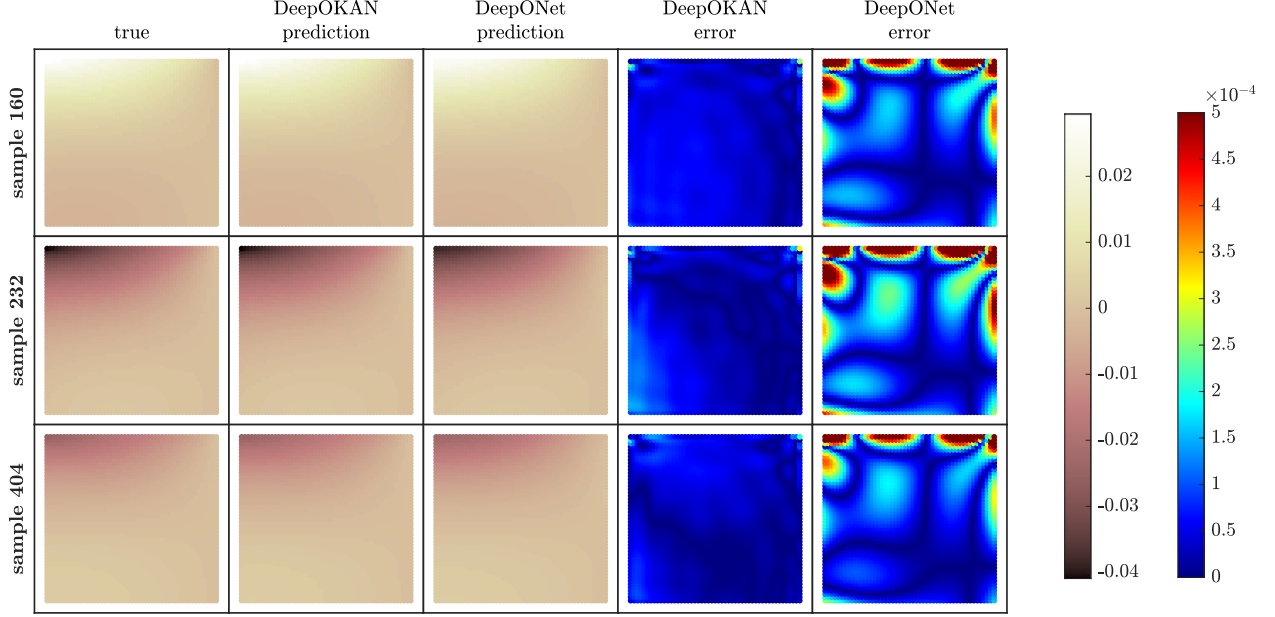 true
DeepOKAN
prediction
DeepONet
prediction
DeepOKAN
error
DeepONet
error
sample 160
sample 232
sample 404
0.02
0.01
0
-0.01
-0.02
-0.03
-0.04
×10⁻⁴
5
4.5
4
3.5
3
2.5
2
1.5
1
0.5
0